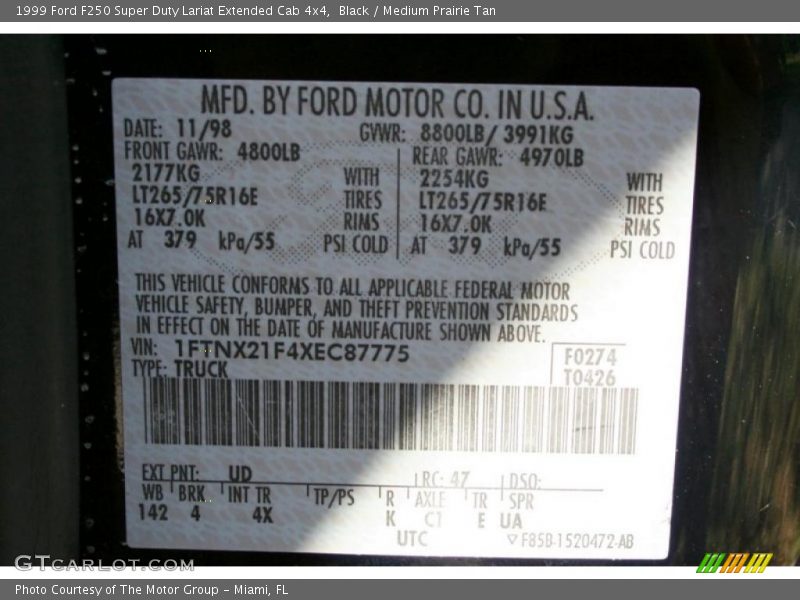 1999 Ford F250 Super Duty Lariat Extended Cab 4x4, Black / Medium Prairie Tan
MFD. BY FORD MOTOR CO. IN U.S.A.
DATE: 11/98 GVWR: 8800LB/ 3991KG
FRONT GAWR: 4800LB REAR GAWR: 4970LB
2177KG WITH 2254KG WITH
LT265/75R16E TIRES LT265/75R16E TIRES
16X7.0K RIMS 16X7.0K RIMS
AT 379 kPa/55 PSI COLD AT 379 kPa/55 PSI COLD
THIS VEHICLE CONFORMS TO ALL APPLICABLE FEDERAL MOTOR
VEHICLE SAFETY, BUMPER, AND THEFT PREVENTION STANDARDS
IN EFFECT ON THE DATE OF MANUFACTURE SHOWN ABOVE.
VIN: 1FTNX21F4XEC87775 F0274
TYPE: TRUCK T0426
EXT PNT: UD RC: 47 DSO:
WB BRK INT TR TP/PS R AXLE TR SPR
142 4 4X K C1 E UA
UTC ▽F85B-1520472-AB
GTCARLOT.COM
Photo Courtesy of The Motor Group - Miami, FL